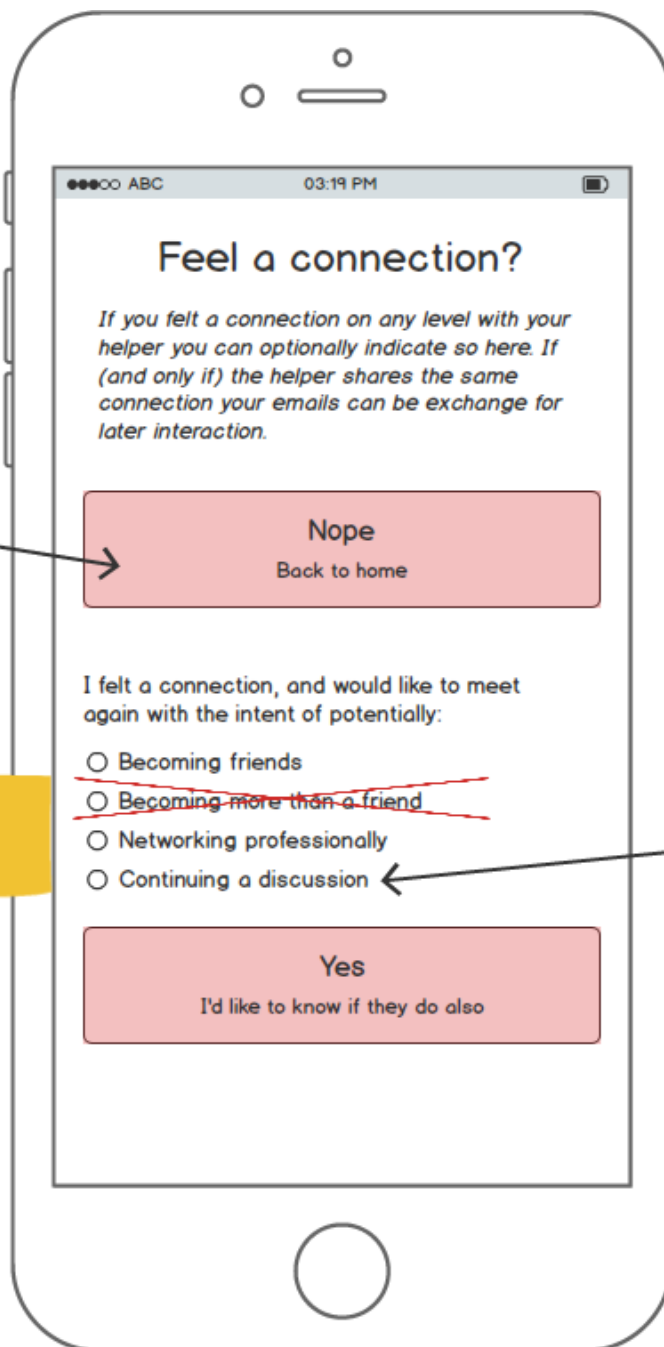 ABC 03:19 PM
Feel a connection?
If you felt a connection on any level with your
helper you can optionally indicate so here. If
(and only if) the helper shares the same
connection your emails can be exchange for
later interaction.
Nope
Back to home
I felt a connection, and would like to meet
again with the intent of potentially:
Becoming friends
Becoming more than a friend
Networking professionally
Continuing a discussion
Yes
I'd like to know if they do also